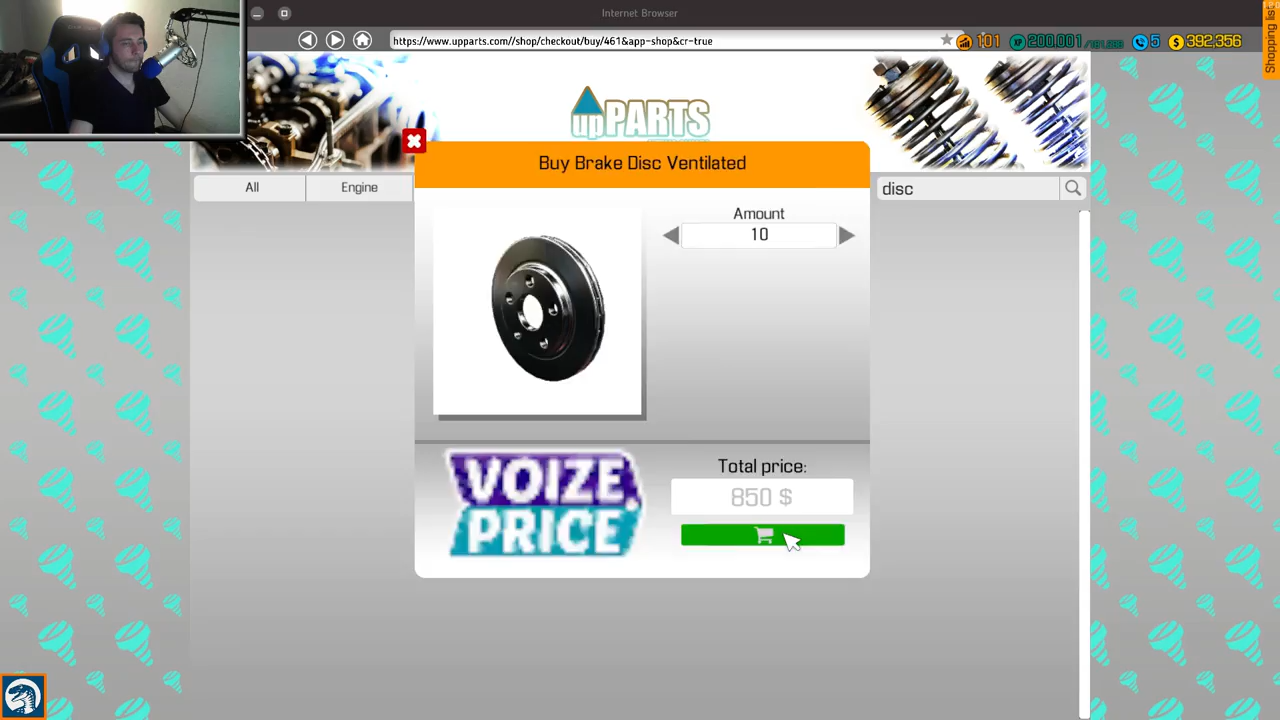 Internet Browser
https://www.upparts.com//shop/checkout/buy/461&app-shop&cr-true
101
200.001
5
392,356
Shopping list
upPARTS
Buy Brake Disc Ventilated
All
Engine
disc
Amount
10
VOIZE.
PRICE
Total price:
850 $